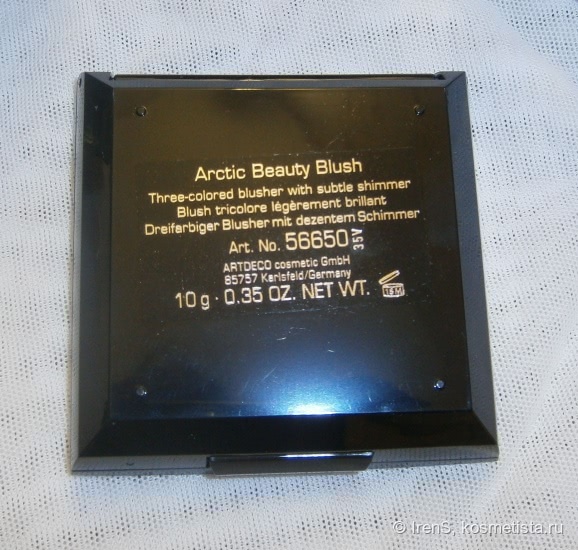 Arctic Beauty Blush
Three-colored blusher with subtle shimmer
Blush tricolore légèrement brillant
Dreifarbiger Blusher mit dezentem Schimmer
Art. No. 56650 35V
ARTDECO cosmetic GmbH
85757 Karlsfeld/Germany
10 g · 0.35 OZ. NET WT.
© IrenS, kosmetista.ru